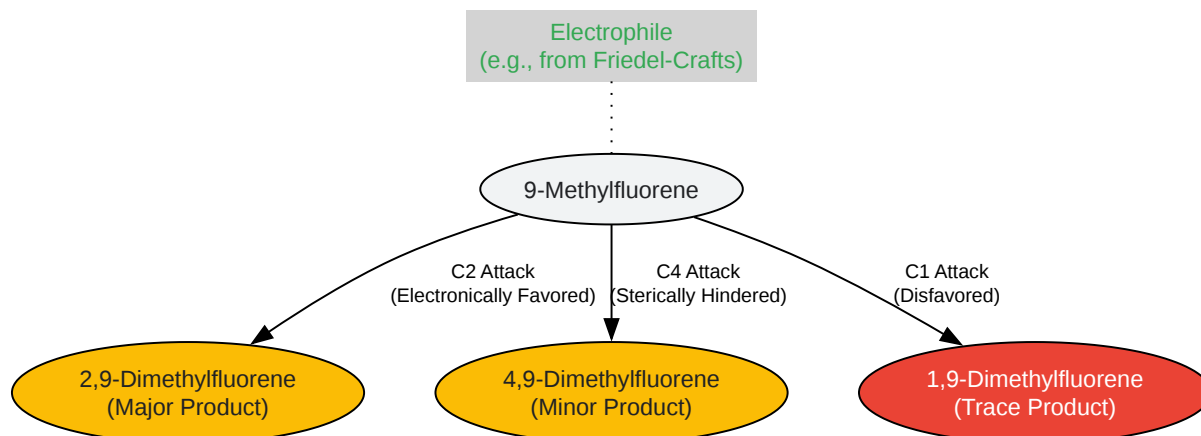 Electrophile
(e.g., from Friedel-Crafts)
9-Methylfluorene
C2 Attack
(Electronically Favored)
C4 Attack
(Sterically Hindered)
C1 Attack
(Disfavored)
2,9-Dimethylfluorene
(Major Product)
4,9-Dimethylfluorene
(Minor Product)
1,9-Dimethylfluorene
(Trace Product)